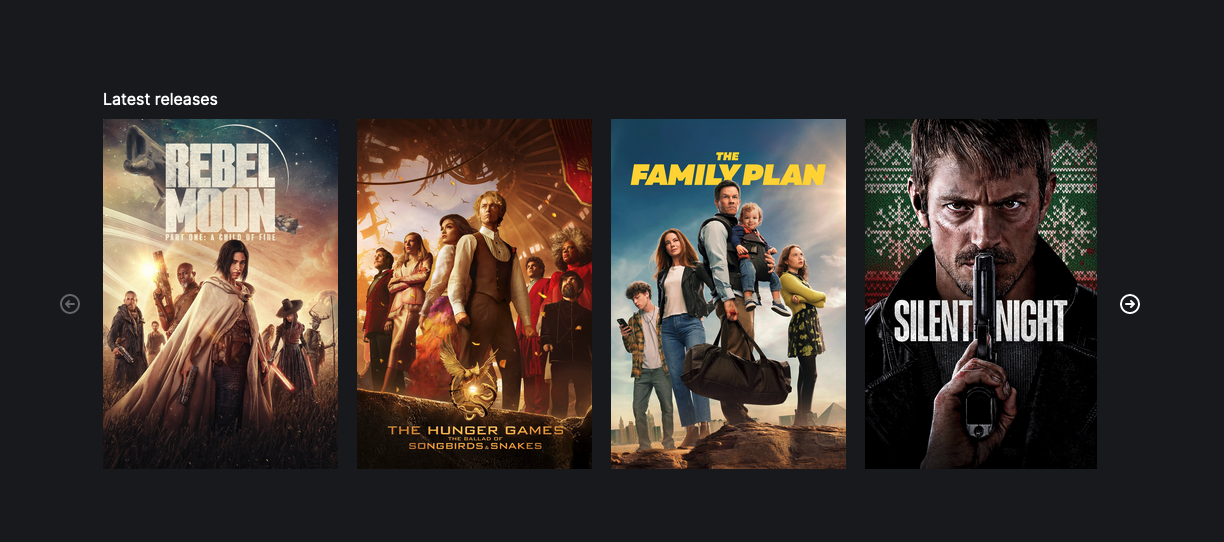 Latest releases
REBEL
MOON
PART ONE: A CHILD OF FIRE
THE HUNGER GAMES
THE BALLAD OF
SONGBIRDS & SNAKES
THE
FAMILY PLAN
SILENT NIGHT